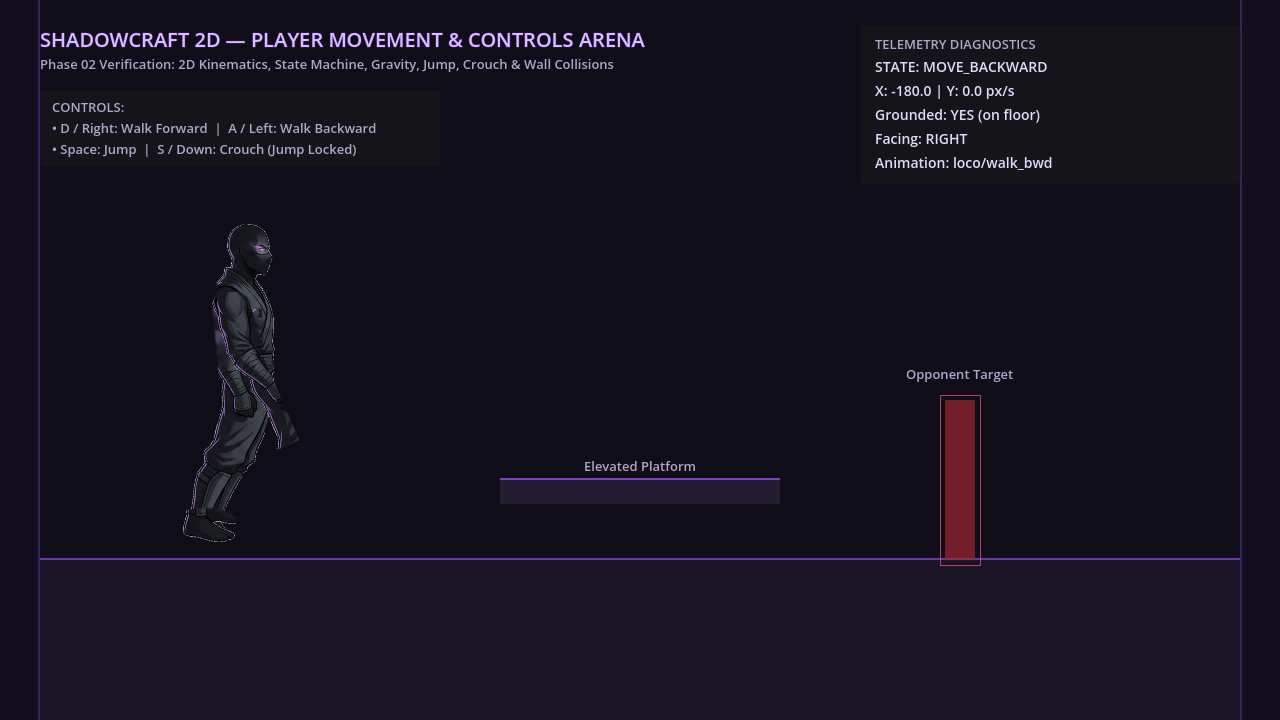 SHADOWCRAFT 2D — PLAYER MOVEMENT & CONTROLS ARENA
Phase 02 Verification: 2D Kinematics, State Machine, Gravity, Jump, Crouch & Wall Collisions
CONTROLS:
• D / Right: Walk Forward | A / Left: Walk Backward
• Space: Jump | S / Down: Crouch (Jump Locked)
TELEMETRY DIAGNOSTICS
STATE: MOVE_BACKWARD
X: -180.0 | Y: 0.0 px/s
Grounded: YES (on floor)
Facing: RIGHT
Animation: loco/walk_bwd
Opponent Target
Elevated Platform